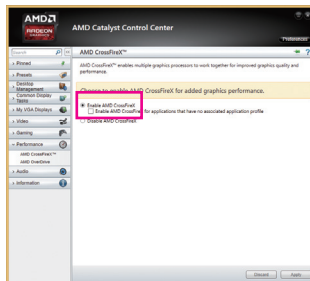 AMD
RADEON
GRAPHICS
AMD Catalyst Control Center
Preferences
Search
AMD CrossFireX™
Pinned
Presets
Desktop
Management
Common Display
Tasks
My VGA Displays
Video
Gaming
Performance
AMD CrossFireX™
AMD OverDrive
Audio
Information
AMD CrossFireX™ enables multiple graphics processors to work together for improved graphics quality and
performance.
Choose to enable AMD CrossFireX for added graphics performance.
Enable AMD CrossFireX
Enable AMD CrossFireX for applications that have no associated application profile
Disable AMD CrossFireX
Discard
Apply